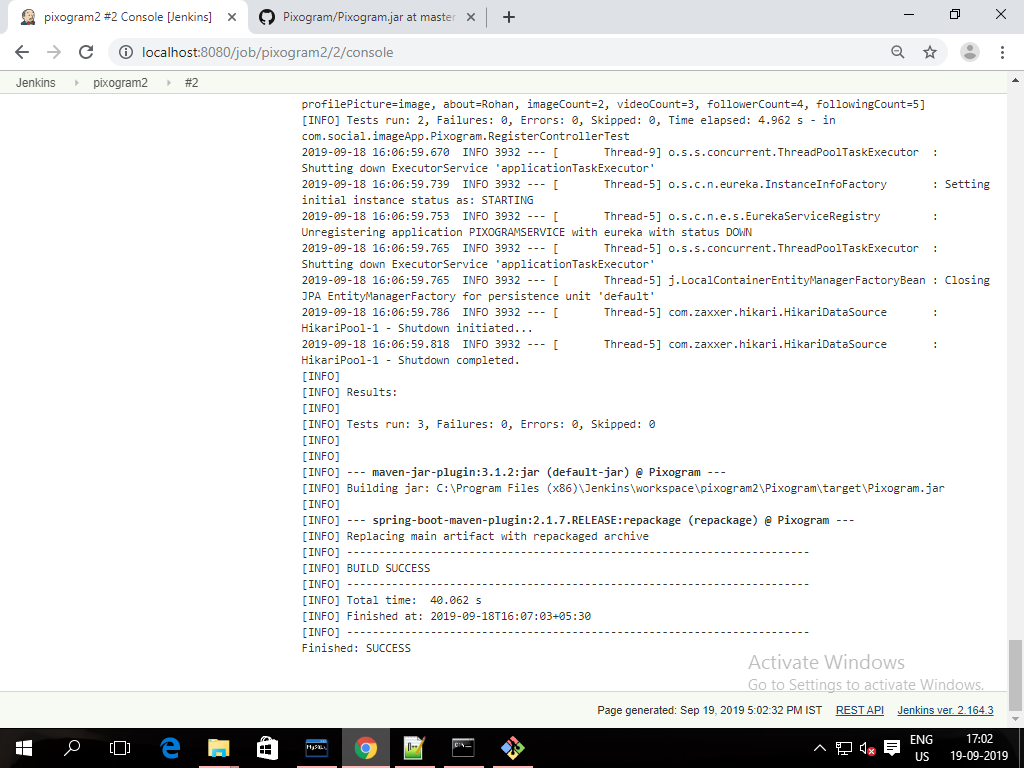 pixogram2 #2 Console [Jenkins]
Pixogram/Pixogram.jar at master
localhost:8080/job/pixogram2/2/console
Jenkins pixogram2 #2
profilePicture=image, about=Rohan, imageCount=2, videoCount=3, followerCount=4, followingCount=5]
[INFO] Tests run: 2, Failures: 0, Errors: 0, Skipped: 0, Time elapsed: 4.962 s - in
com.social.imageApp.Pixogram.RegisterControllerTest
2019-09-18 16:06:59.670  INFO 3932 --- [       Thread-9] o.s.s.concurrent.ThreadPoolTaskExecutor  :
Shutting down ExecutorService 'applicationTaskExecutor'
2019-09-18 16:06:59.739  INFO 3932 --- [       Thread-5] o.s.c.n.eureka.InstanceInfoFactory       : Setting
initial instance status as: STARTING
2019-09-18 16:06:59.753  INFO 3932 --- [       Thread-5] o.s.c.n.e.s.EurekaServiceRegistry        :
Unregistering application PIXOGRAMSERVICE with eureka with status DOWN
2019-09-18 16:06:59.765  INFO 3932 --- [       Thread-5] o.s.s.concurrent.ThreadPoolTaskExecutor  :
Shutting down ExecutorService 'applicationTaskExecutor'
2019-09-18 16:06:59.765  INFO 3932 --- [       Thread-5] j.LocalContainerEntityManagerFactoryBean : Closing
JPA EntityManagerFactory for persistence unit 'default'
2019-09-18 16:06:59.786  INFO 3932 --- [       Thread-5] com.zaxxer.hikari.HikariDataSource       :
HikariPool-1 - Shutdown initiated...
2019-09-18 16:06:59.818  INFO 3932 --- [       Thread-5] com.zaxxer.hikari.HikariDataSource       :
HikariPool-1 - Shutdown completed.
[INFO]
[INFO] Results:
[INFO]
[INFO] Tests run: 3, Failures: 0, Errors: 0, Skipped: 0
[INFO]
[INFO]
[INFO] --- maven-jar-plugin:3.1.2:jar (default-jar) @ Pixogram ---
[INFO] Building jar: C:\Program Files (x86)\Jenkins\workspace\pixogram2\Pixogram\target\Pixogram.jar
[INFO]
[INFO] --- spring-boot-maven-plugin:2.1.7.RELEASE:repackage (repackage) @ Pixogram ---
[INFO] Replacing main artifact with repackaged archive
[INFO] ------------------------------------------------------------------------
[INFO] BUILD SUCCESS
[INFO] ------------------------------------------------------------------------
[INFO] Total time:  40.062 s
[INFO] Finished at: 2019-09-18T16:07:03+05:30
[INFO] ------------------------------------------------------------------------
Finished: SUCCESS
Activate Windows
Go to Settings to activate Windows.
Page generated: Sep 19, 2019 5:02:32 PM IST REST API Jenkins ver. 2.164.3
MySQL
ENG
US
17:02
19-09-2019